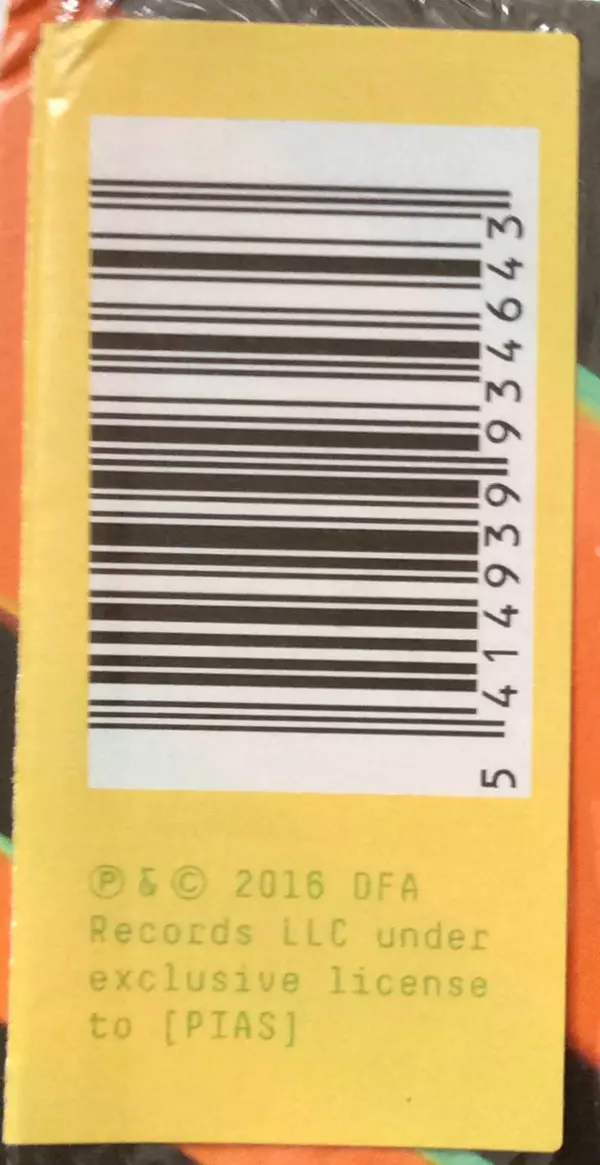 5 414939 934643
℗ & © 2016 DFA
Records LLC under
exclusive license
to [PIAS]